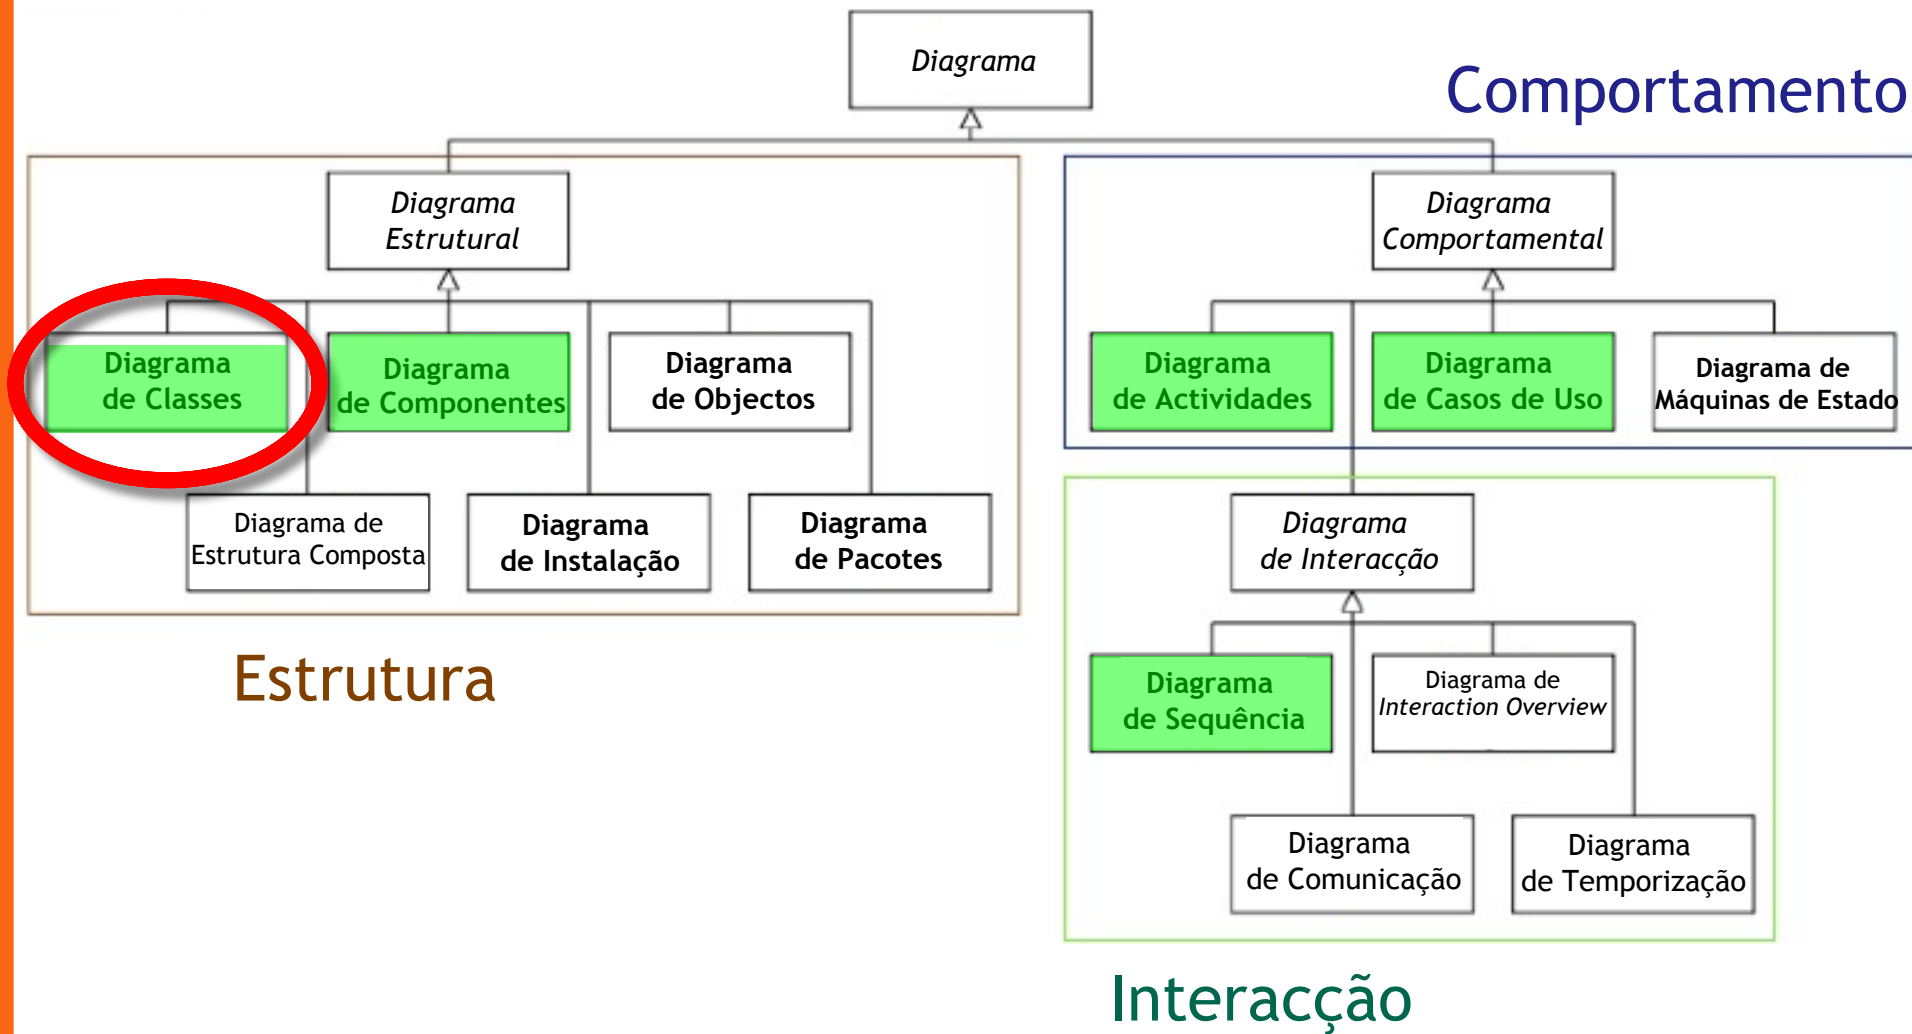 Diagrama
Comportamento
Diagrama
Estrutural
Diagrama
Comportamental
Diagrama
de Classes
Diagrama
de Componentes
Diagrama
de Objectos
Diagrama
de Actividades
Diagrama
de Casos de Uso
Diagrama de
Máquinas de Estado
Diagrama de
Estrutura Composta
Diagrama
de Instalação
Diagrama
de Pacotes
Diagrama
de Interacção
Estrutura
Diagrama
de Sequência
Diagrama de
Interaction Overview
Diagrama
de Comunicação
Diagrama
de Temporização
Interacção